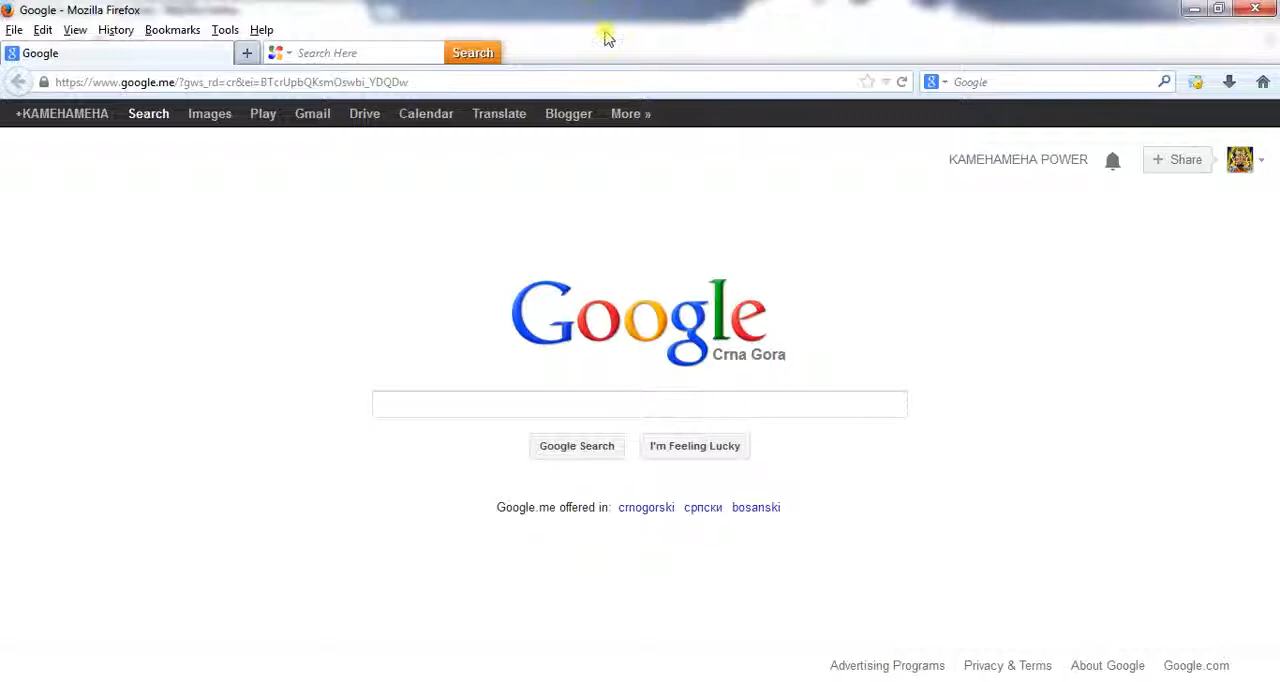 Google - Mozilla Firefox
File Edit View History Bookmarks Tools Help
Google + Search Here Search
https://www.google.me/?gws_rd=cr&ei=BTcrUpbQKsmOswbi_YDQDw Google
+KAMEHAMEHA Search Images Play Gmail Drive Calendar Translate Blogger More »
KAMEHAMEHA POWER + Share
Google
Crna Gora
Google Search I'm Feeling Lucky
Google.me offered in: crnogorski српски bosanski
Advertising Programs Privacy & Terms About Google Google.com